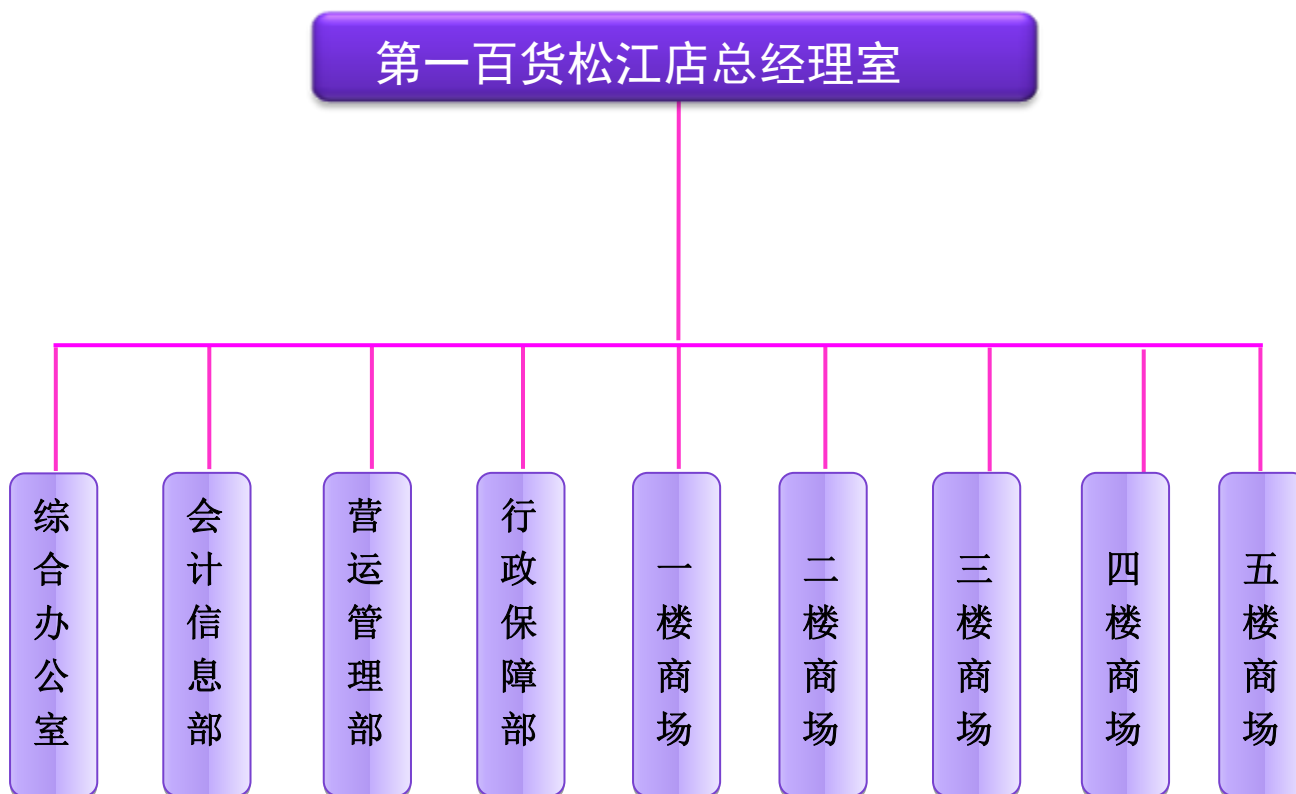 第一百货松江店总经理室
综合办公室
会计信息部
营运管理部
行政保障部
一楼商场
二楼商场
三楼商场
四楼商场
五楼商场